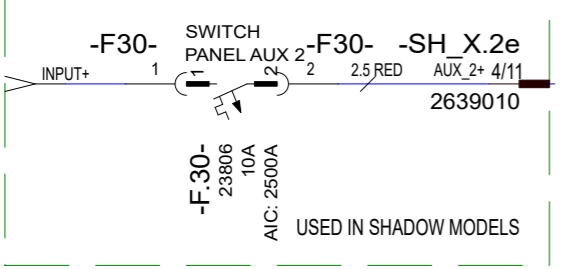 -F30-
SWITCH
PANEL AUX 2
-F30-
-SH_X.2e
INPUT+
1
1
2
2
2.5 RED
AUX_2+
4/11
2639010
-F.30-
23806
10A
AIC: 2500A
USED IN SHADOW MODELS